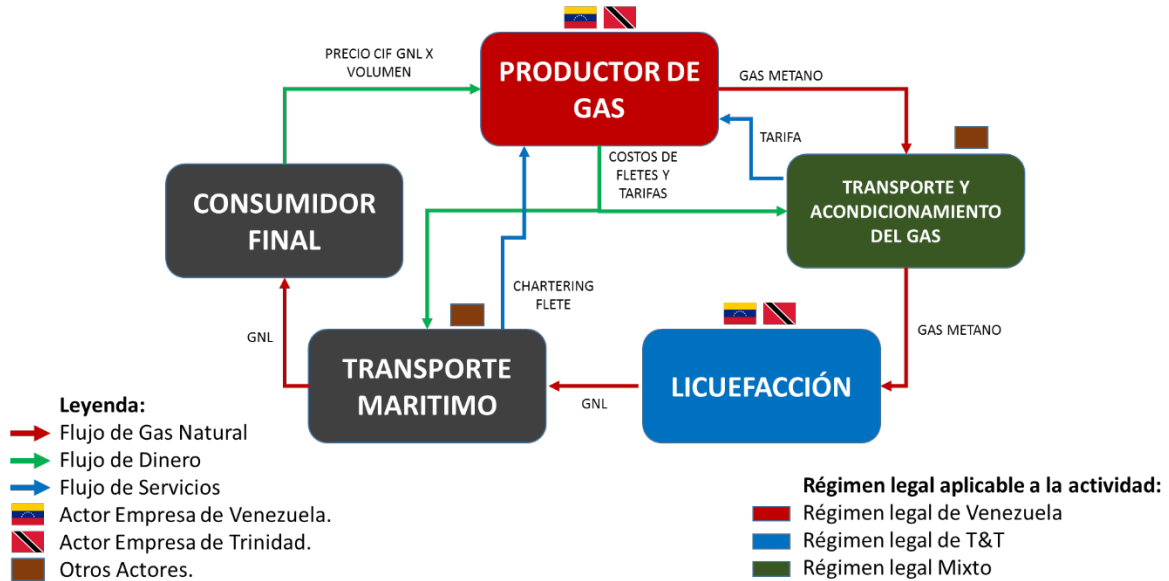 PRECIO CIF GNL X
VOLUMEN
PRODUCTOR DE
GAS
GAS METANO
TARIFA
COSTOS DE
FLETES Y
TARIFAS
TRANSPORTE Y
ACONDICIONAMIENTO
DEL GAS
CONSUMIDOR
FINAL
CHARTERING
FLETE
GNL
GAS METANO
TRANSPORTE
MARITIMO
GNL
LICUEFACCIÓN
Leyenda:
Flujo de Gas Natural
Flujo de Dinero
Flujo de Servicios
Actor Empresa de Venezuela.
Actor Empresa de Trinidad.
Otros Actores.
Régimen legal aplicable a la actividad:
Régimen legal de Venezuela
Régimen legal de T&T
Régimen legal Mixto